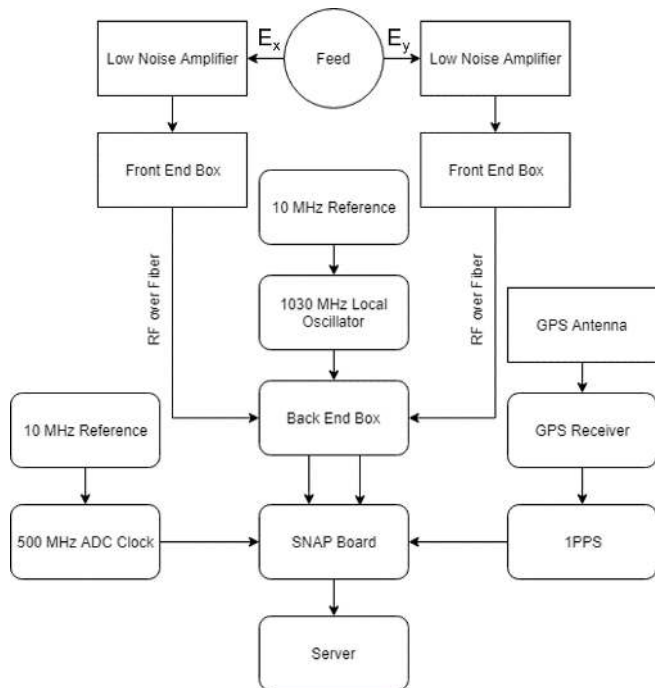 E_x
E_y
Low Noise Amplifier
Feed
Low Noise Amplifier
Front End Box
Front End Box
10 MHz Reference
RF over Fiber
1030 MHz Local
Oscillator
RF over Fiber
GPS Antenna
10 MHz Reference
Back End Box
GPS Receiver
500 MHz ADC Clock
SNAP Board
1PPS
Server